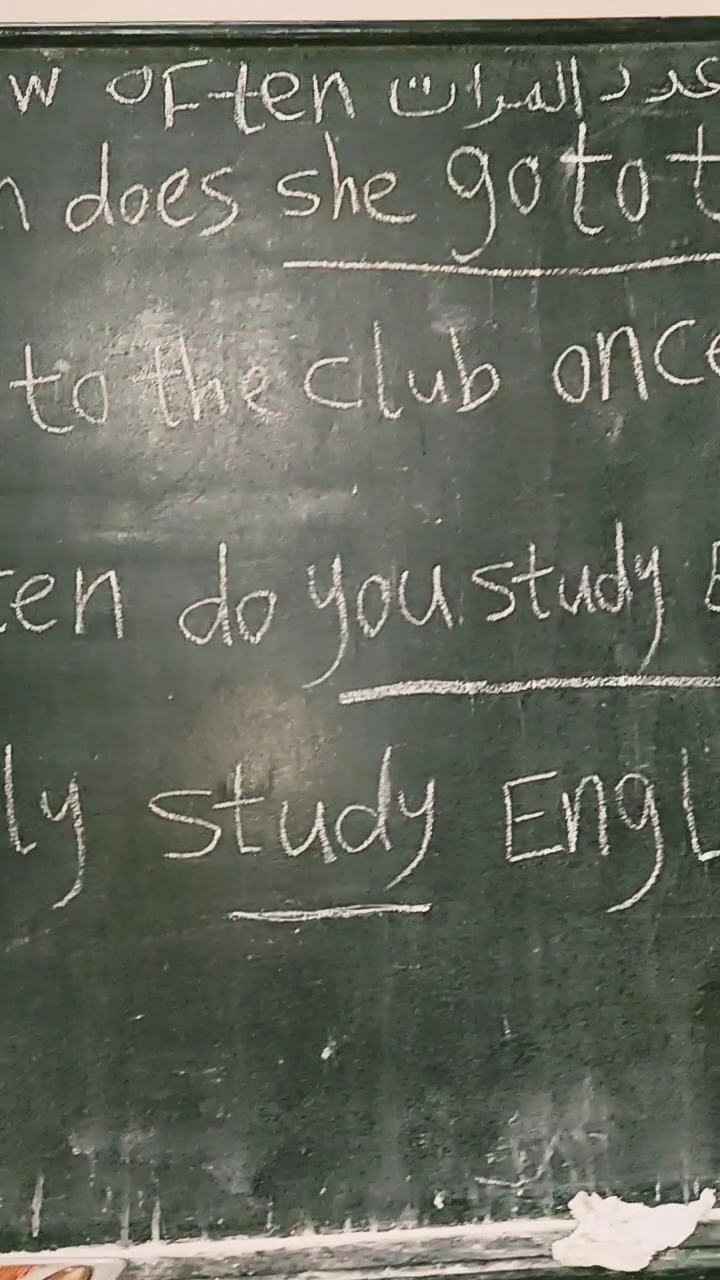 w often عدد المرات
n does she go to t
to the club once
ten do you study E
ly study Engl